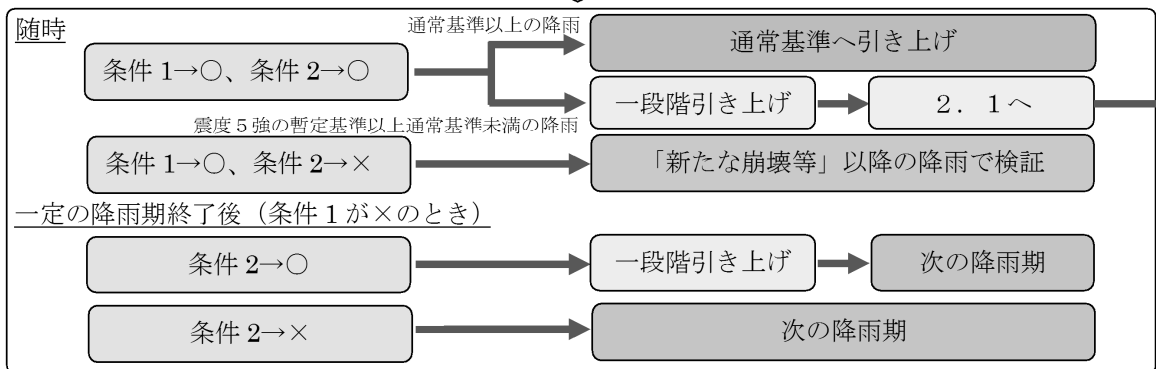 随時
通常基準以上の降雨
条件1→○、条件2→○
通常基準へ引き上げ
一段階引き上げ
2.1へ
震度5強の暫定基準以上通常基準未満の降雨
条件1→○、条件2→×
「新たな崩壊等」以降の降雨で検証
一定の降雨期終了後(条件1が×のとき)
条件2→○
一段階引き上げ
次の降雨期
条件2→×
次の降雨期